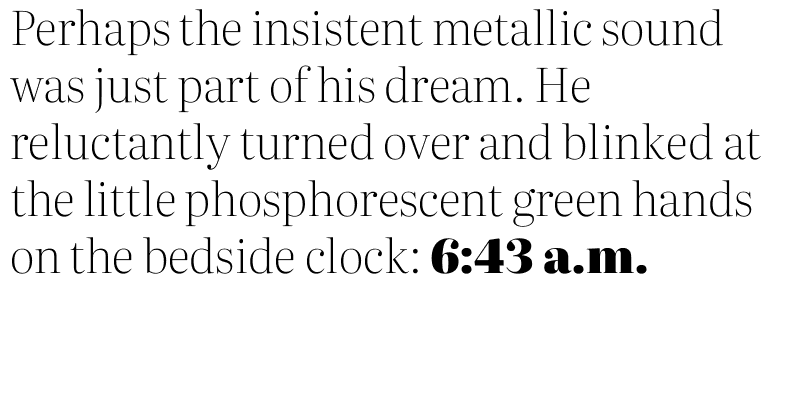 Perhaps the insistent metallic sound
was just part of his dream. He
reluctantly turned over and blinked at
the little phosphorescent green hands
on the bedside clock: 6:43 a.m.